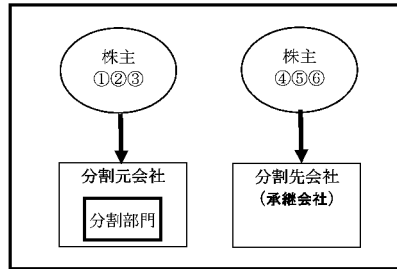 株主
①②③
株主
④⑤⑥
分割元会社
分割部門
分割先会社
(承継会社)